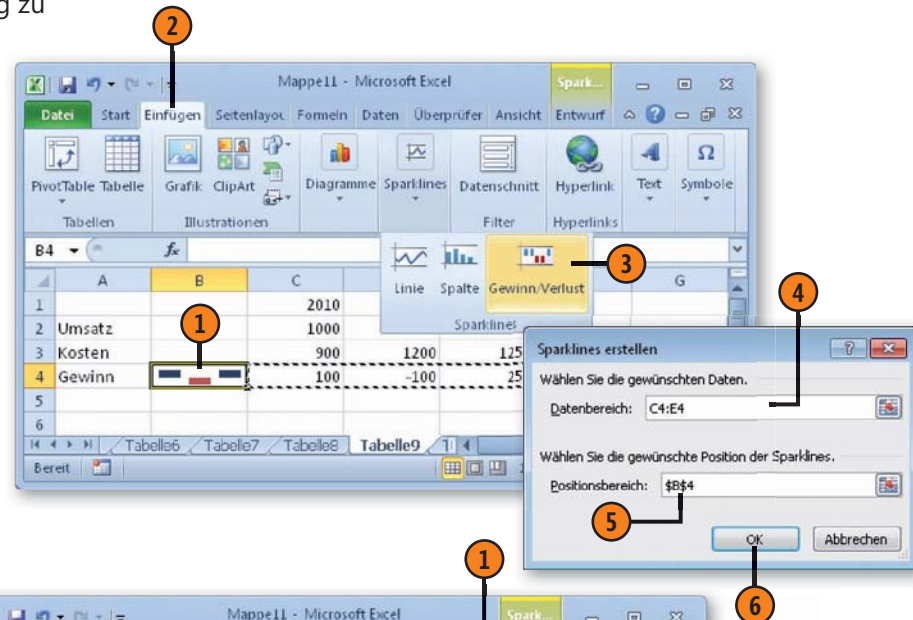 g zu
2
Mappe11 - Microsoft Excel Spark...
Datei Start Einfügen Seitenlayou Formeln Daten Überprüfer Ansicht Entwurf
PivotTable Tabelle Grafik ClipArt Diagramme Sparklines Datenschnitt Hyperlink Text Symbole
Tabellen Illustrationen Filter Hyperlinks
B4 fx
Linie Spalte Gewinn/Verlust
3
Sparklines
A B C G
1 2010
2 Umsatz 1000
1
3 Kosten 900 1200 125
4 Gewinn 100 -100 25
5
6
Tabelle6 Tabelle7 Tabelle8 Tabelle9
Bereit
4
Sparklines erstellen
Wählen Sie die gewünschten Daten.
Datenbereich: C4:E4
Wählen Sie die gewünschte Position der Sparklines.
Positionsbereich: $B$4
5
OK Abbrechen
6
1
Mappe11 - Microsoft Excel Spark...